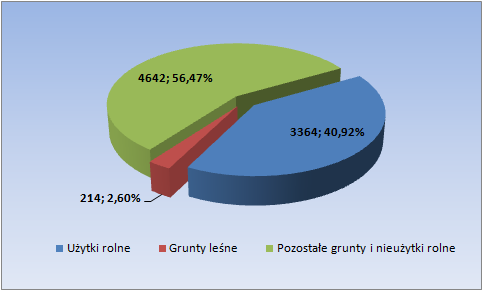 4642; 56,47%
3364; 40,92%
214; 2,60%
Użytki rolne Grunty leśne Pozostałe grunty i nieużytki rolne